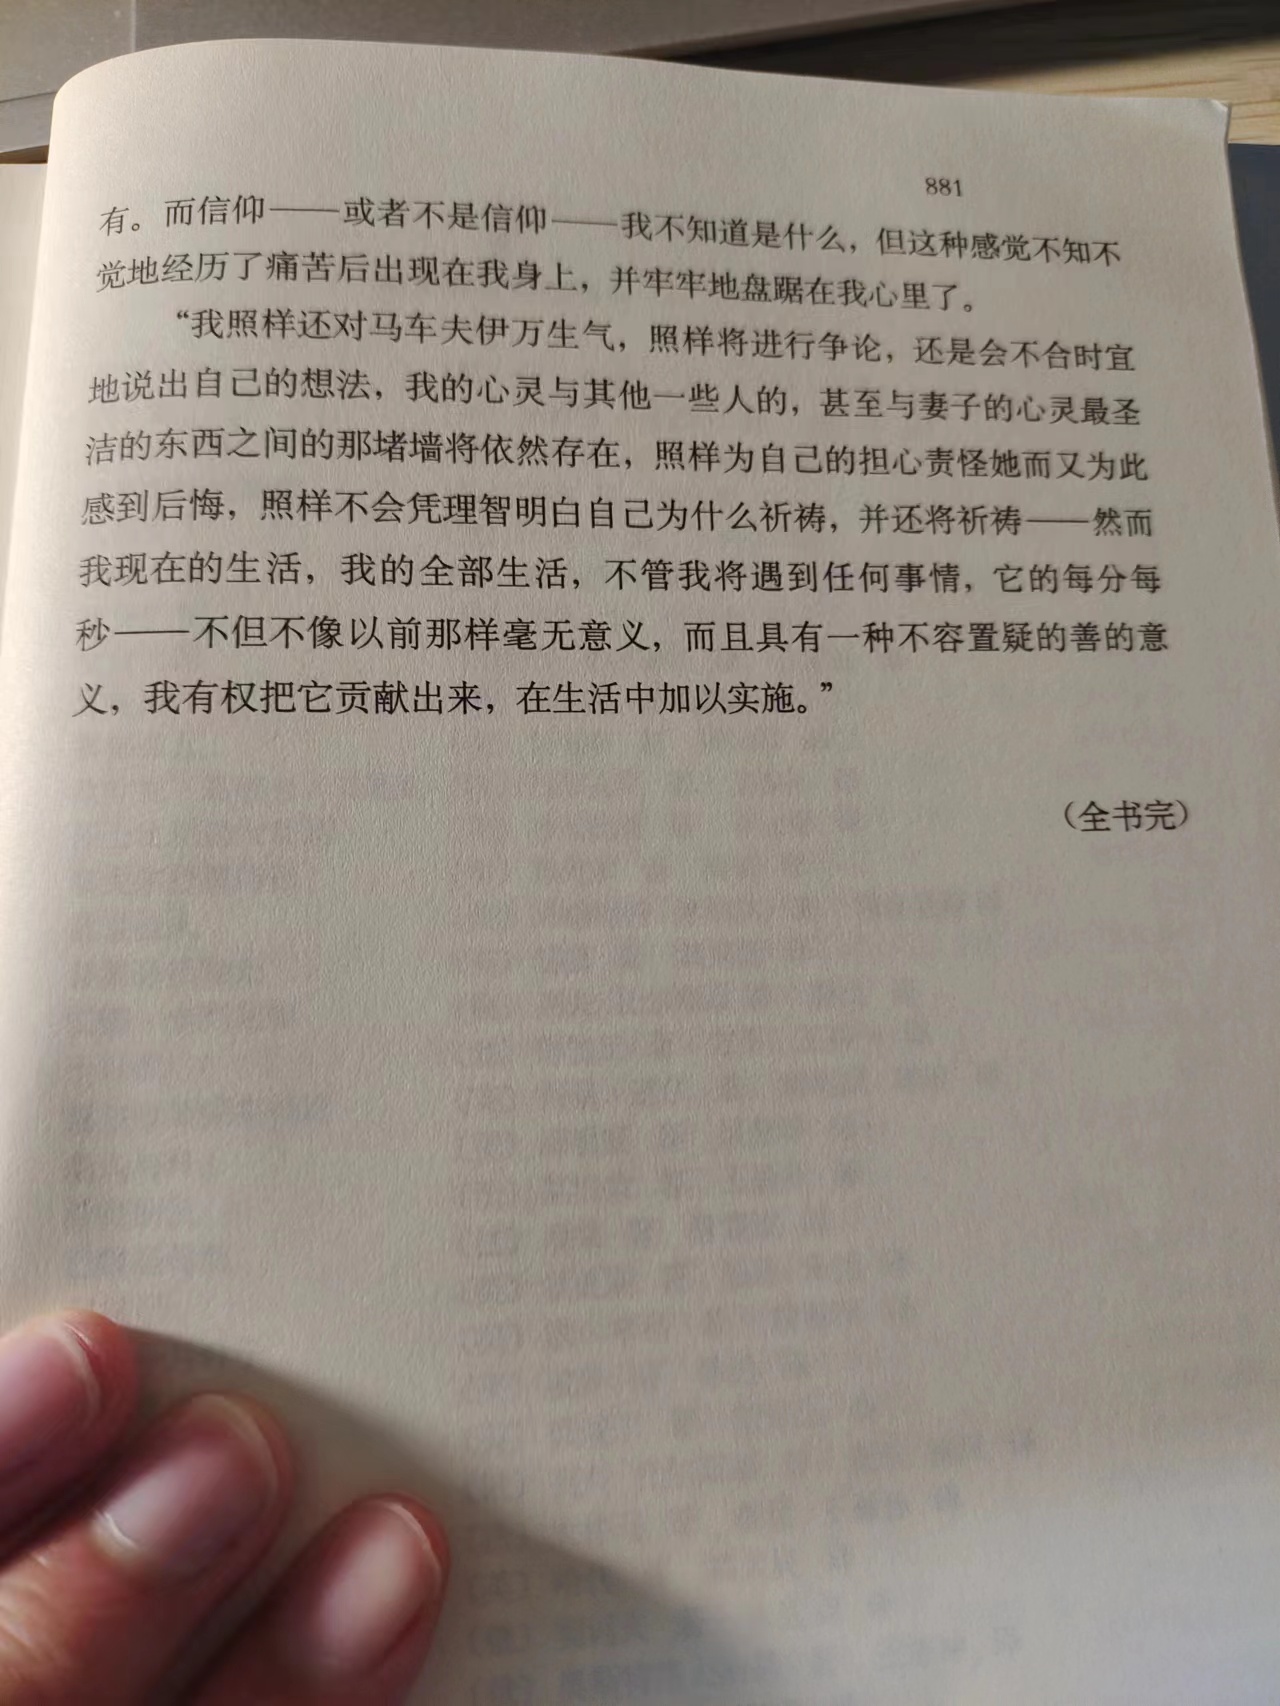 881
有。而信仰——或者不是信仰——我不知道是什么，但这种感觉不知不
觉地经历了痛苦后出现在我身上，并牢牢地盘踞在我心里了。
“我照样还对马车夫伊万生气，照样将进行争论，还是会不合时宜
地说出自己的想法，我的心灵与其他一些人的，甚至与妻子的心灵最圣
洁的东西之间的那堵墙将依然存在，照样为自己的担心责怪她而又为此
感到后悔，照样不会凭理智明白自己为什么祈祷，并还将祈祷——然而
我现在的生活，我的全部生活，不管我将遇到任何事情，它的每分每
秒——不但不像以前那样毫无意义，而且具有一种不容置疑的善的意
义，我有权把它贡献出来，在生活中加以实施。”
（全书完）